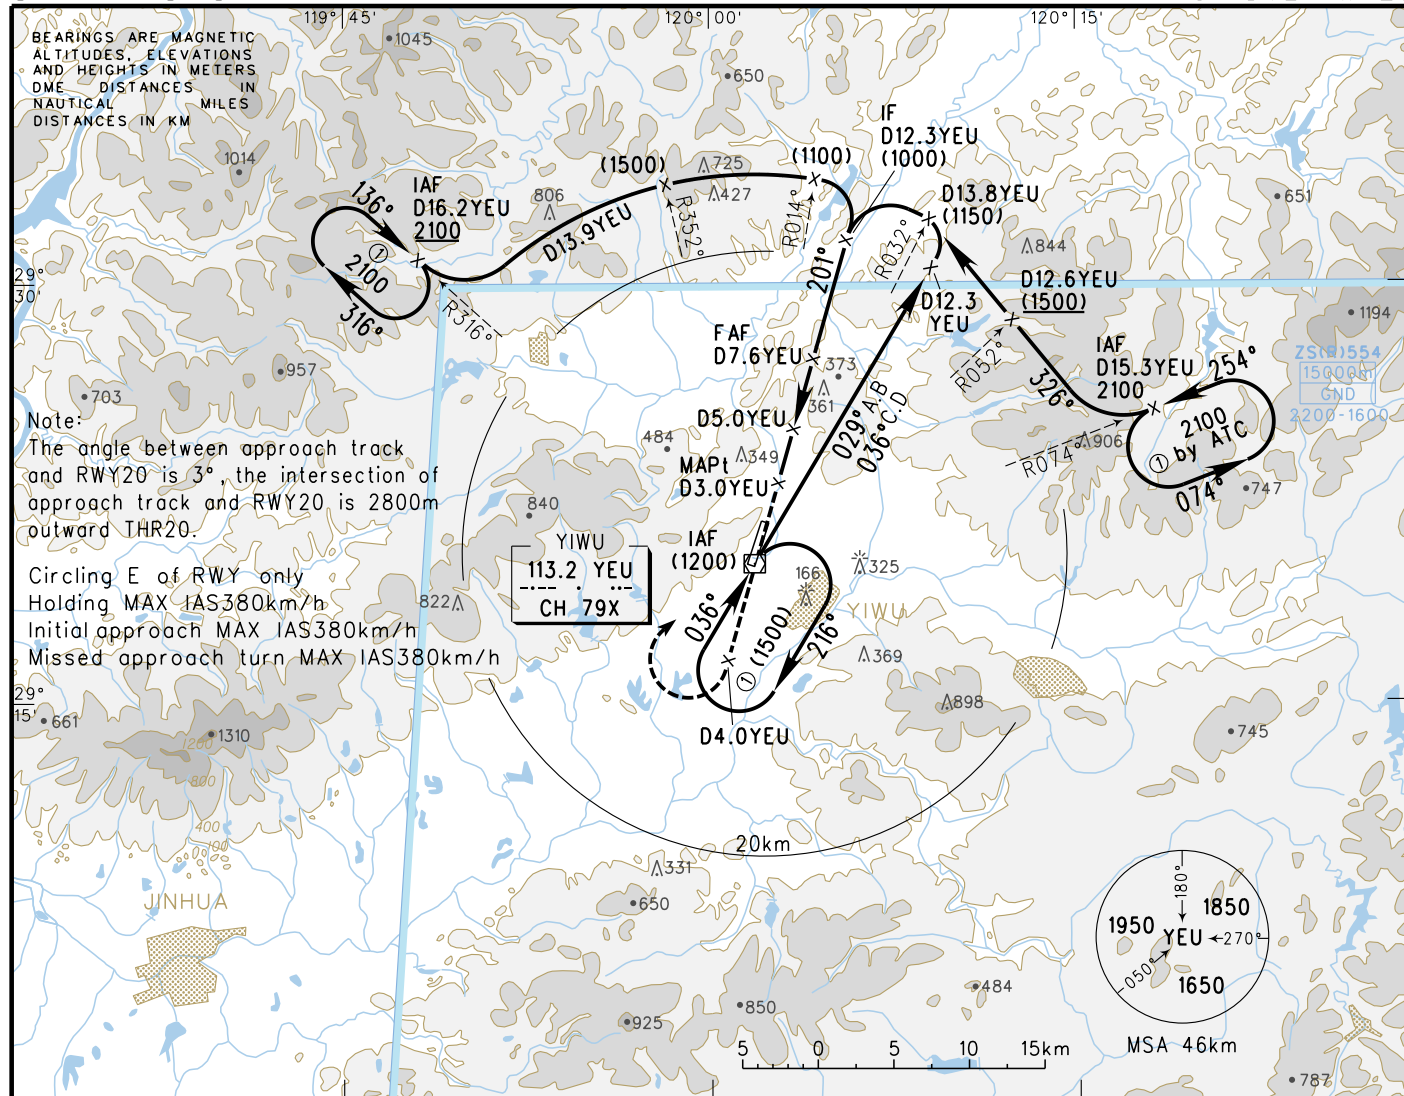 119° 45'
120° 00'
120° 15'
BEARINGS ARE MAGNETIC
ALTITUDES, ELEVATIONS
AND HEIGHTS IN METERS
DME DISTANCES IN
NAUTICAL MILES
DISTANCES IN KM
1045
650
IF
D12.3YEU
(1000)
1014
136°
IAF
D16.2YEU
2100
806
(1500)
725
427
(1100)
D13.8YEU
(1150)
651
①
2100
D13.9YEU
R352°
R014°
R032°
844
29°
30'
316°
R316°
201°
D12.3
YEU
D12.6YEU
(1500)
1194
FAF
D7.6YEU
373
361
R052°
IAF
D15.3YEU
2100
254°
ZS(R)554
15000m
GND
2200-1600
957
703
326°
D5.0YEU
029° A.B
036° C.D
2100
① by ATC
Note:
The angle between approach track
and RWY20 is 3°, the intersection of
approach track and RWY20 is 2800m
outward THR20.
484
349
R074°
906
074°
747
MAPt
D3.0YEU
840
YIWU
113.2 YEU
CH 79X
IAF
(1200)
166
325
Circling E of RWY only
Holding MAX IAS380km/h
Initial approach MAX IAS380km/h
Missed approach turn MAX IAS380km/h
822
036°
① (1500)
216°
YIWU
369
29°
15'
661
1310
1200
800
400
100
D4.0YEU
898
745
20km
331
JINHUA
650
180°
1950
1850
YEU
270°
050°
1650
MSA 46km
484
850
925
5 0 5 10 15km
787